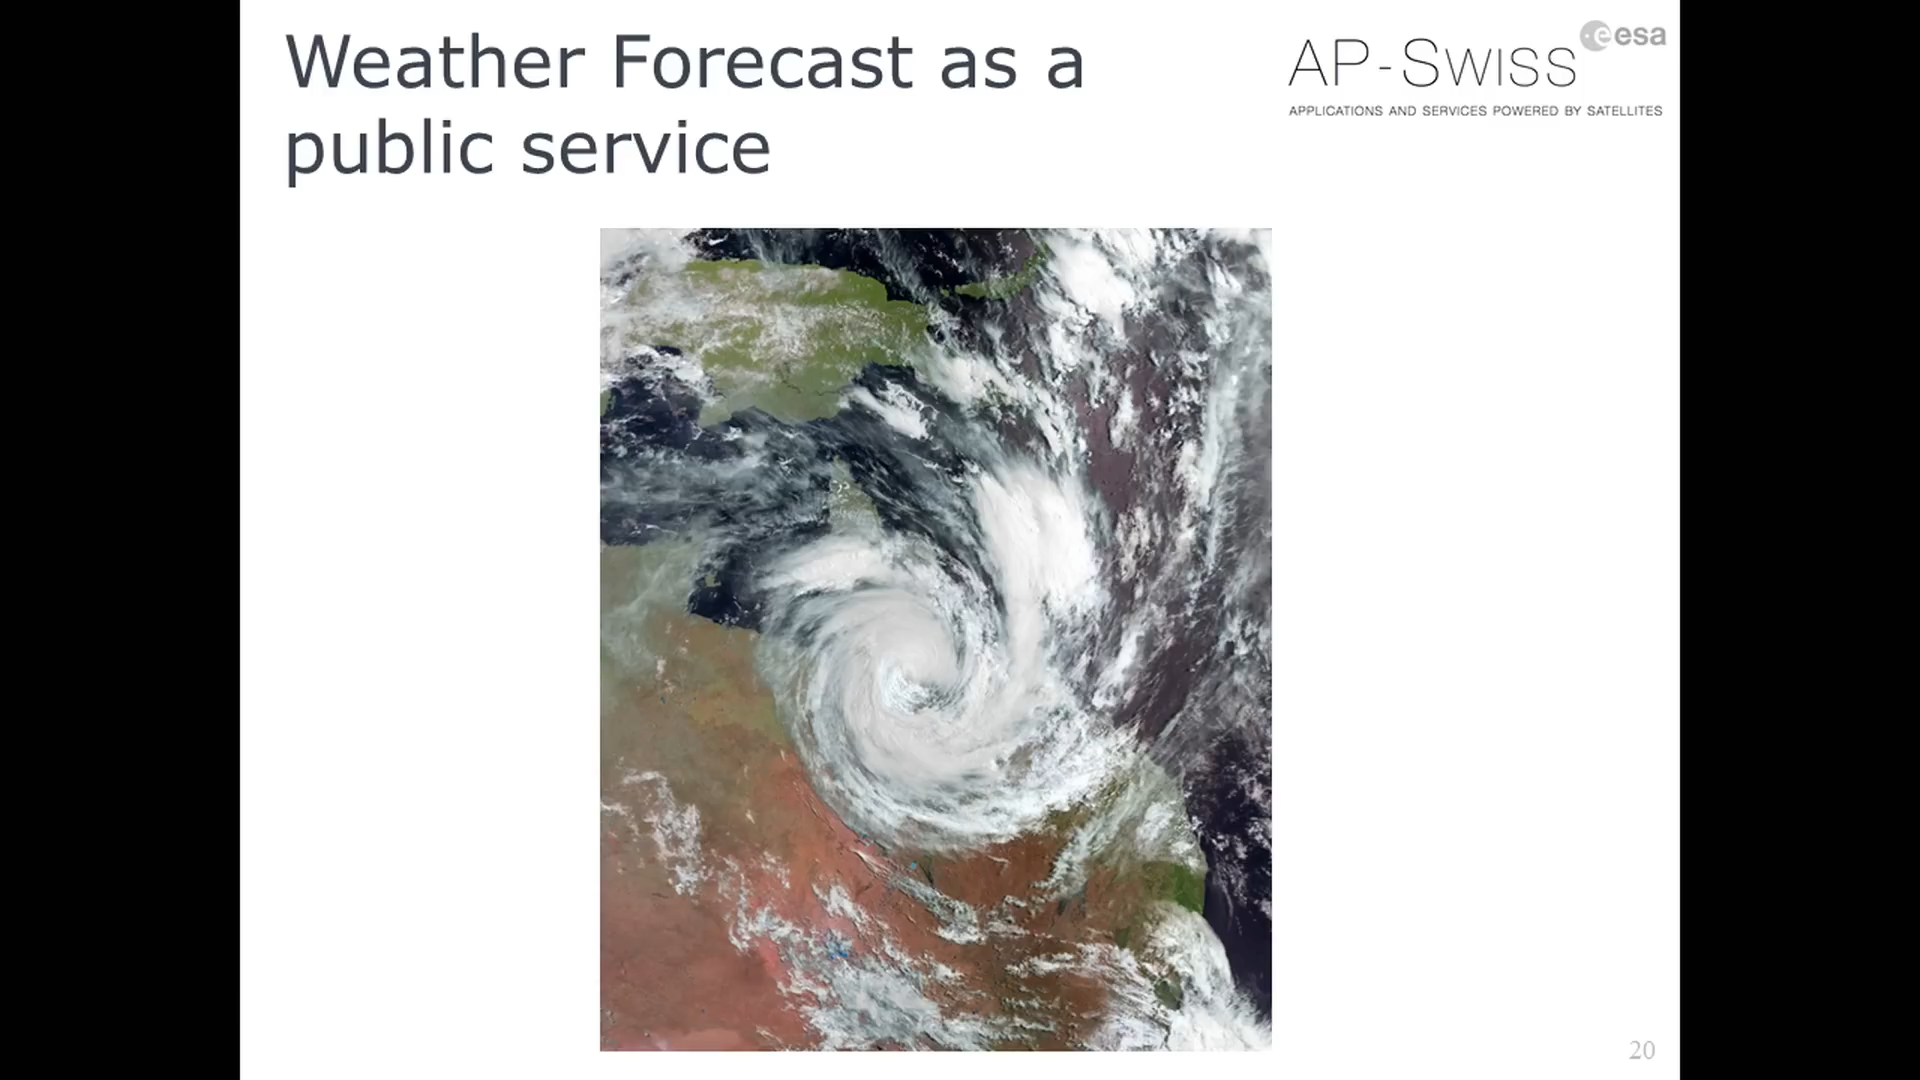 Weather Forecast as a
public service
AP-SWISS
esa
APPLICATIONS AND SERVICES POWERED BY SATELLITES
20